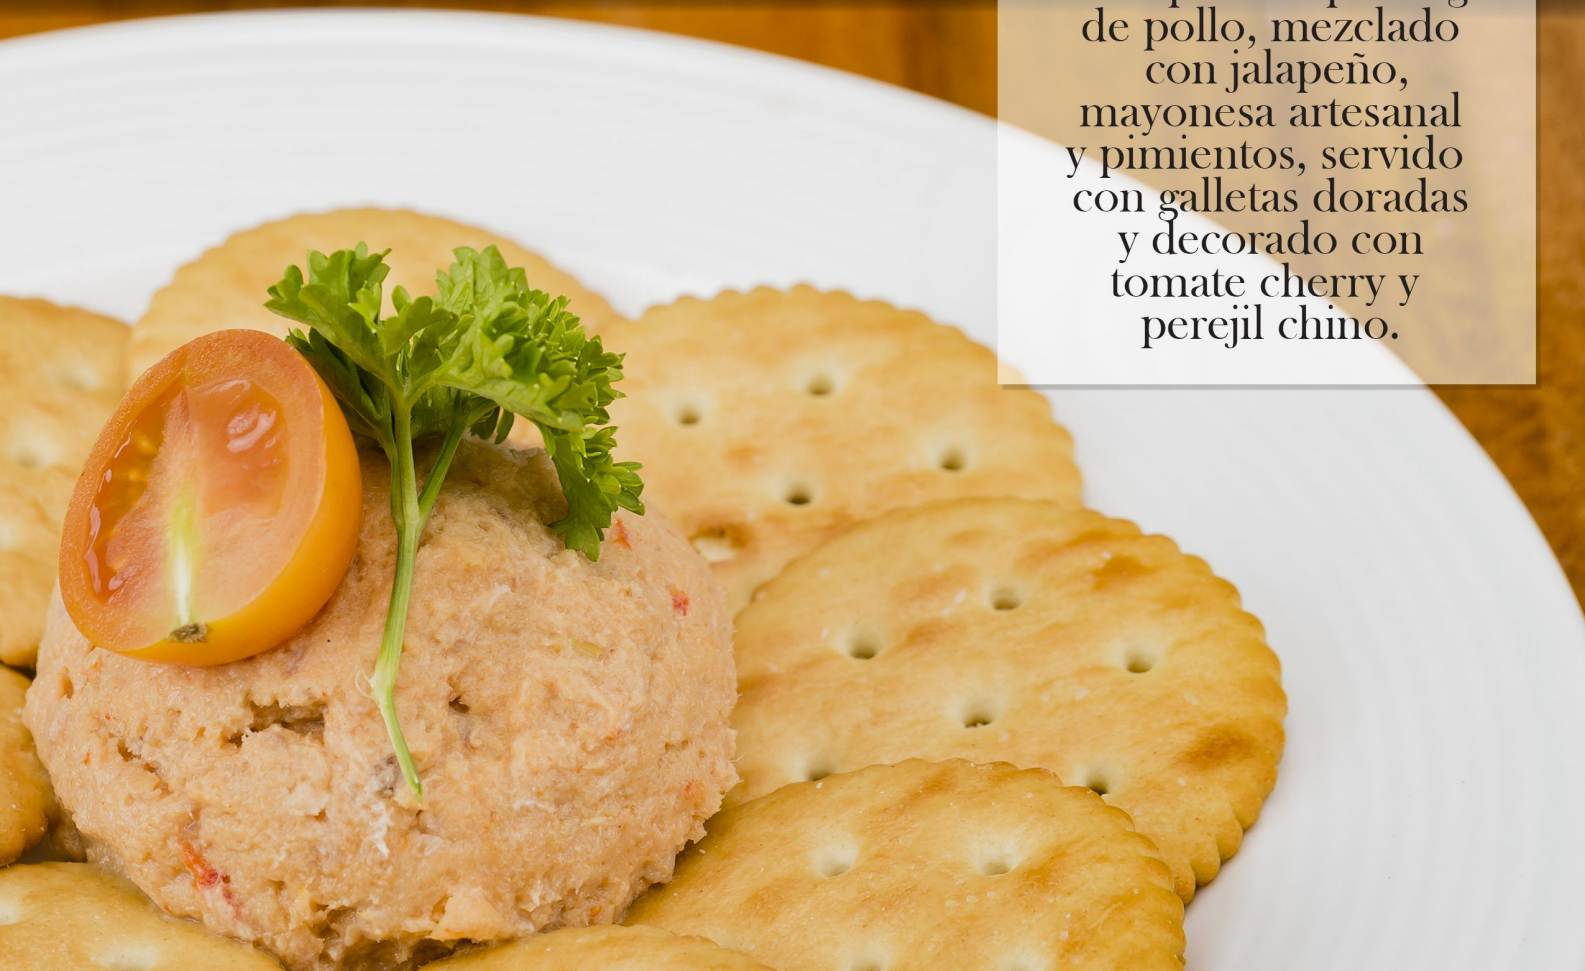 de pollo, mezclado
con jalapeño,
mayonesa artesanal
y pimientos, servido
con galletas doradas
y decorado con
tomate cherry y
perejil chino.